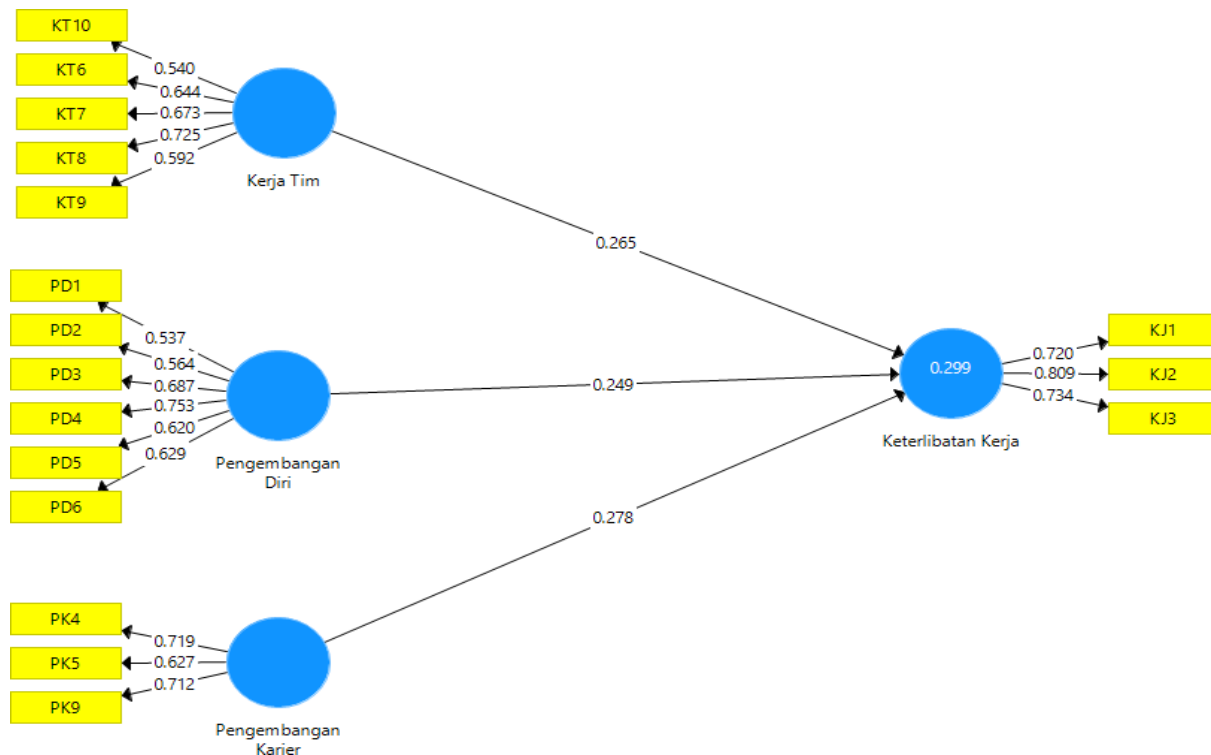 KT10
KT6
KT7
KT8
KT9
0.540
0.644
0.673
0.725
0.592
Kerja Tim
0.265
PD1
PD2
PD3
PD4
PD5
PD6
0.537
0.564
0.687
0.753
0.620
0.629
Pengembangan
Diri
0.249
PK4
PK5
PK9
0.719
0.627
0.712
Pengembangan
Karier
0.278
0.299
Keterlibatan Kerja
0.720
0.809
0.734
KJ1
KJ2
KJ3